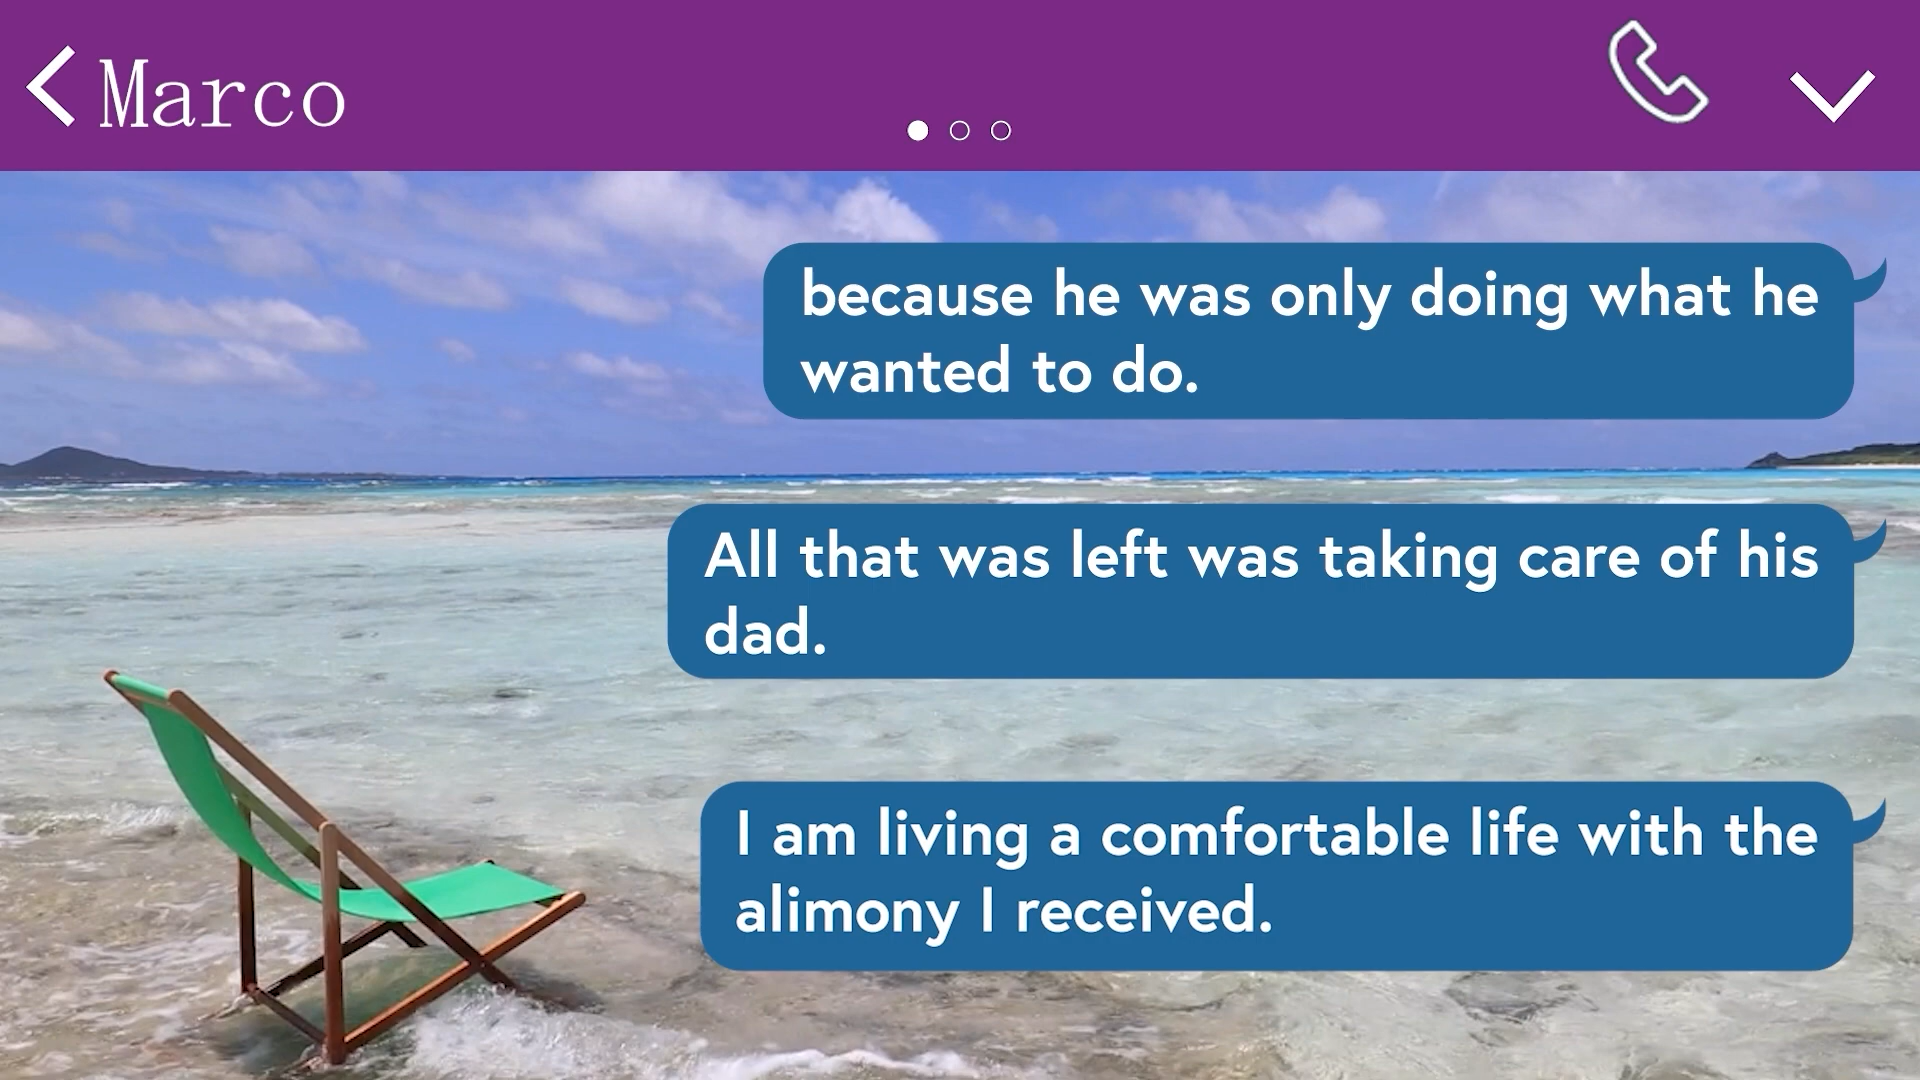 Marco
because he was only doing what he
wanted to do.
All that was left was taking care of his
dad.
I am living a comfortable life with the
alimony I received.